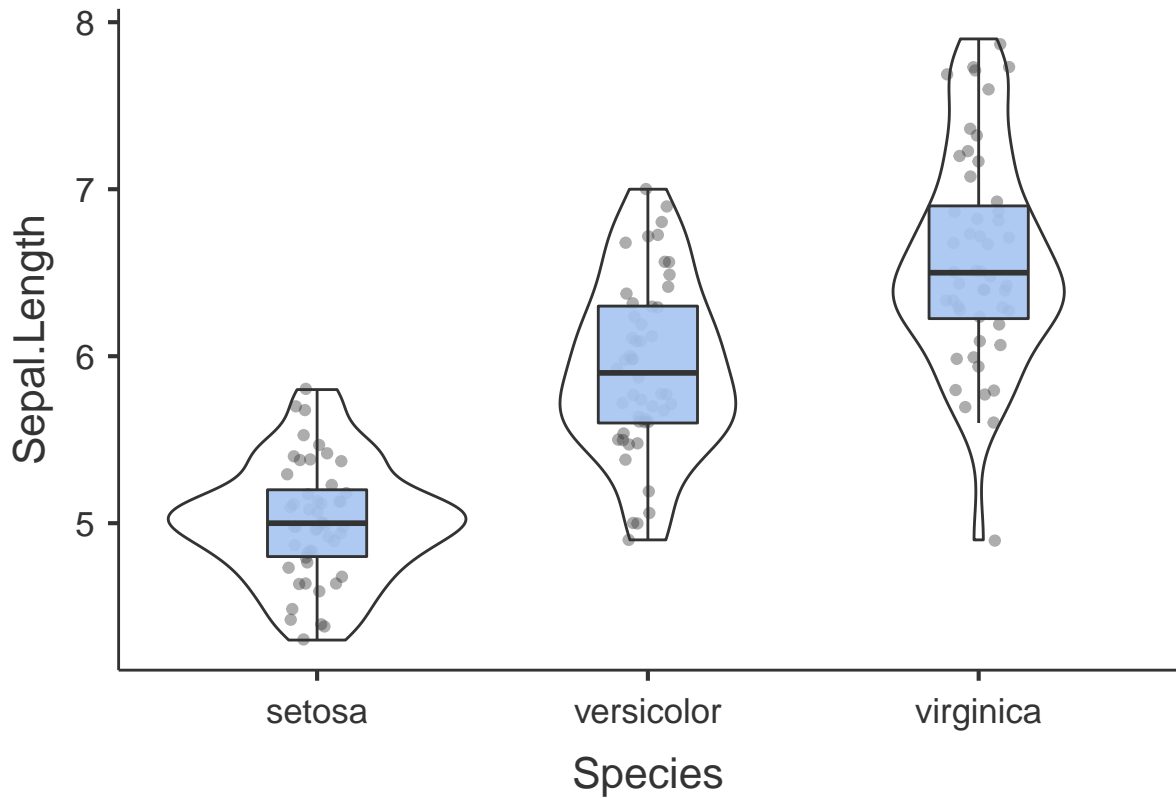 8
7
6
5
Sepal.Length
setosa
versicolor
virginica
Species